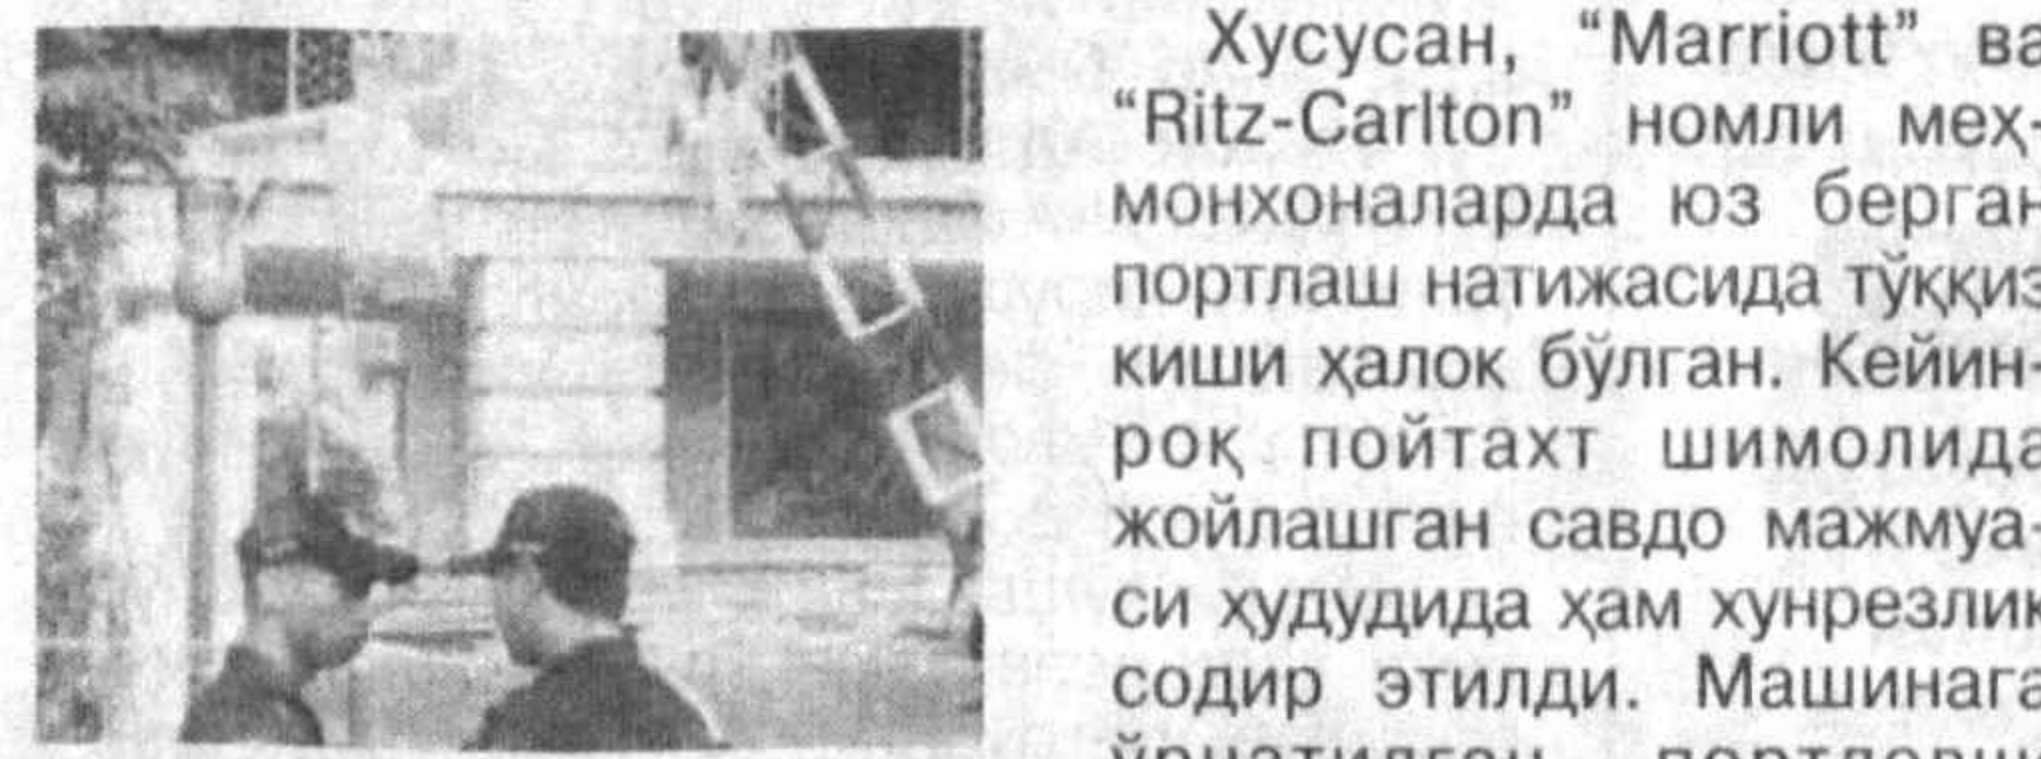 Хусусан, “Marriott” ва
“Ritz-Carlton” номли меҳ-
монхоналарда юз берган
портлаш натижасида тўққиз
киши ҳалок бўлган. Кейин-
роқ пойтахт шимолида
жойлашган савдо мажмуа-
си ҳудудида ҳам хунрезлик
содир этилди. Машинага